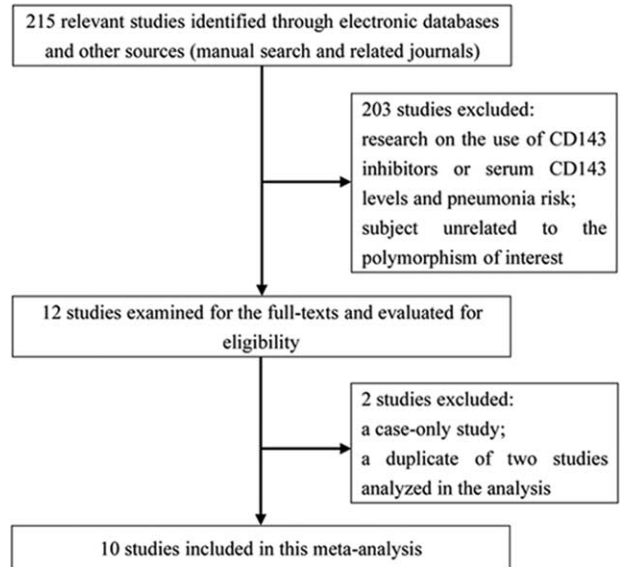 215 relevant studies identified through electronic databases
and other sources (manual search and related journals)
203 studies excluded:
research on the use of CD143
inhibitors or serum CD143
levels and pneumonia risk;
subject unrelated to the
polymorphism of interest
12 studies examined for the full-texts and evaluated for
eligibility
2 studies excluded:
a case-only study;
a duplicate of two studies
analyzed in the analysis
10 studies included in this meta-analysis